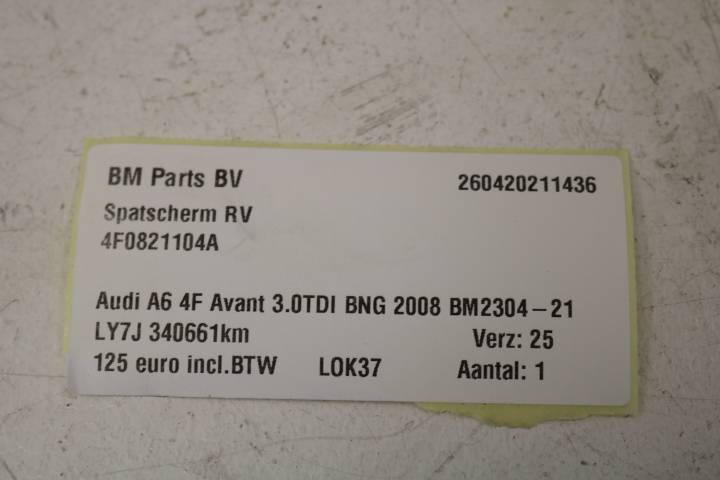 BM Parts BV 260420211436
Spatscherm RV
4F0821104A
Audi A6 4F Avant 3.0TDI BNG 2008 BM2304-21
LY7J 340661km Verz: 25
125 euro incl.BTW LOK37 Aantal: 1